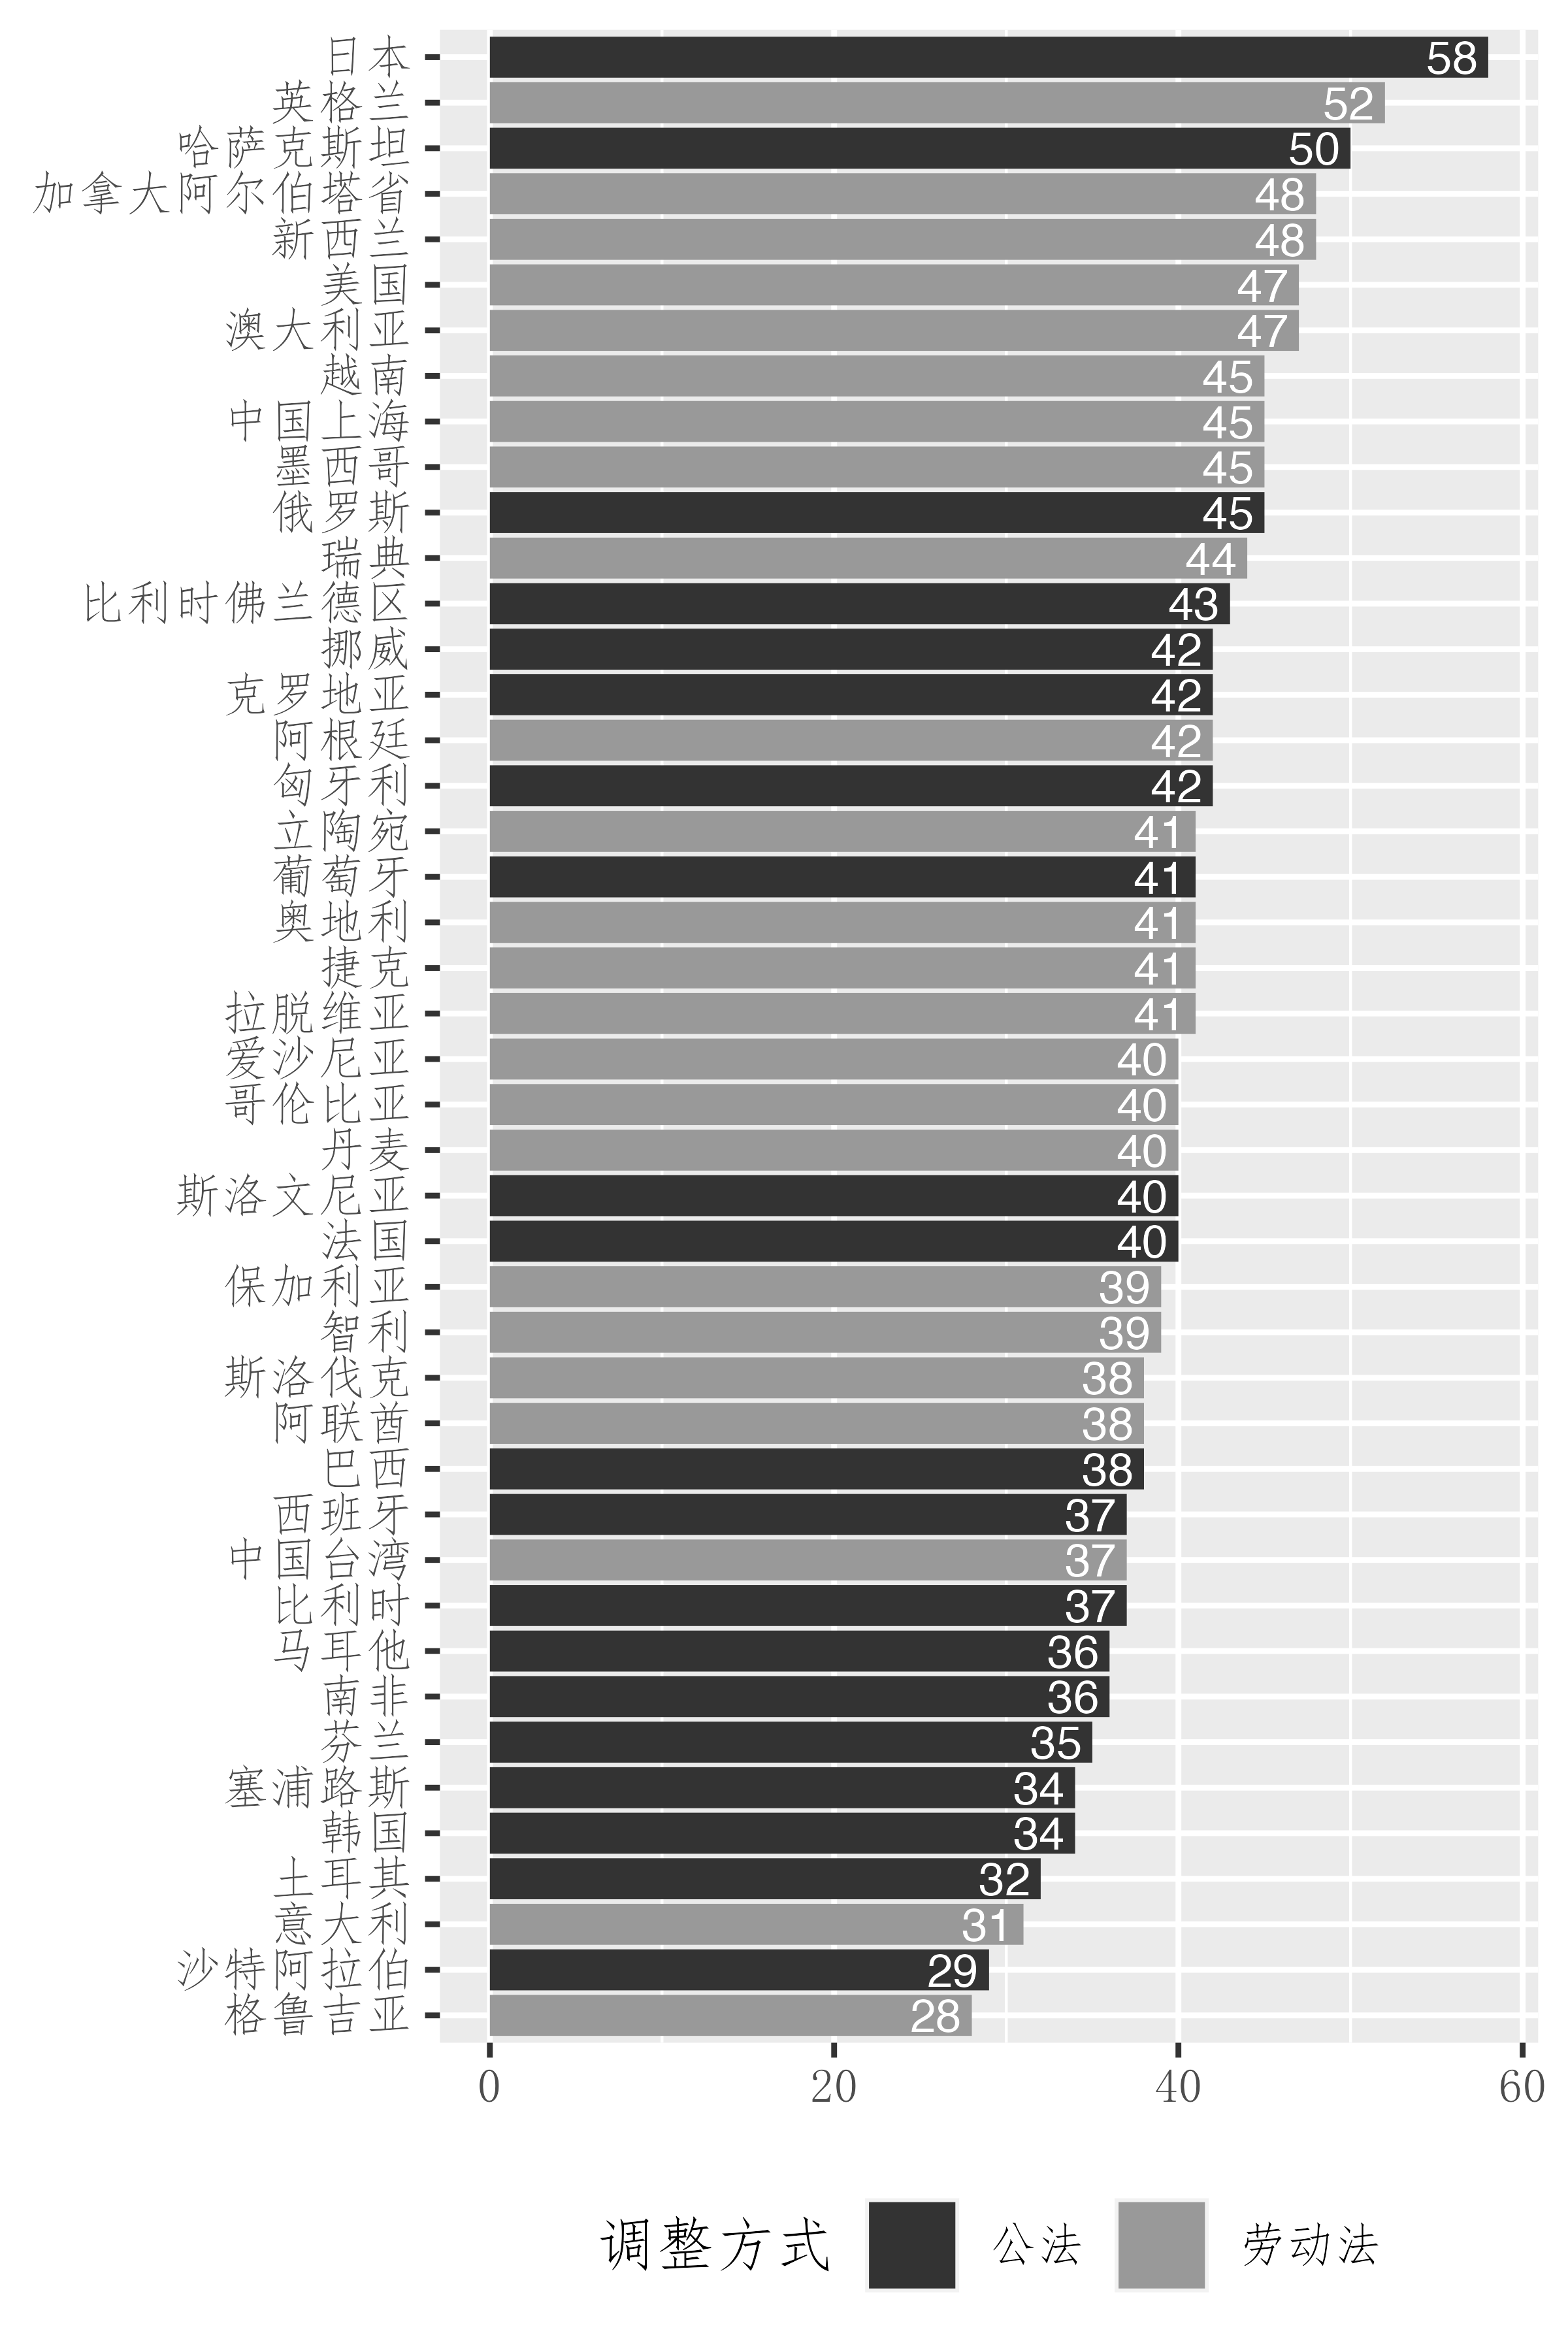 日本 58
英格兰 52
哈萨克斯坦 50
加拿大阿尔伯塔省 48
新西兰 48
美国 47
澳大利亚 47
越南 45
中国上海 45
墨西哥 45
俄罗斯 45
瑞典 44
比利时佛兰德区 43
挪威 42
克罗地亚 42
阿根廷 42
匈牙利 42
立陶宛 41
葡萄牙 41
奥地利 41
捷克 41
拉脱维亚 41
爱沙尼亚 40
哥伦比亚 40
丹麦 40
斯洛文尼亚 40
法国 40
保加利亚 39
智利 39
斯洛伐克 38
阿联酋 38
巴西 38
西班牙 37
中国台湾 37
比利时 37
马耳他 36
南非 36
芬兰 35
塞浦路斯 34
韩国 34
土耳其 32
意大利 31
沙特阿拉伯 29
格鲁吉亚 28
0 20 40 60
调整方式 公法 劳动法